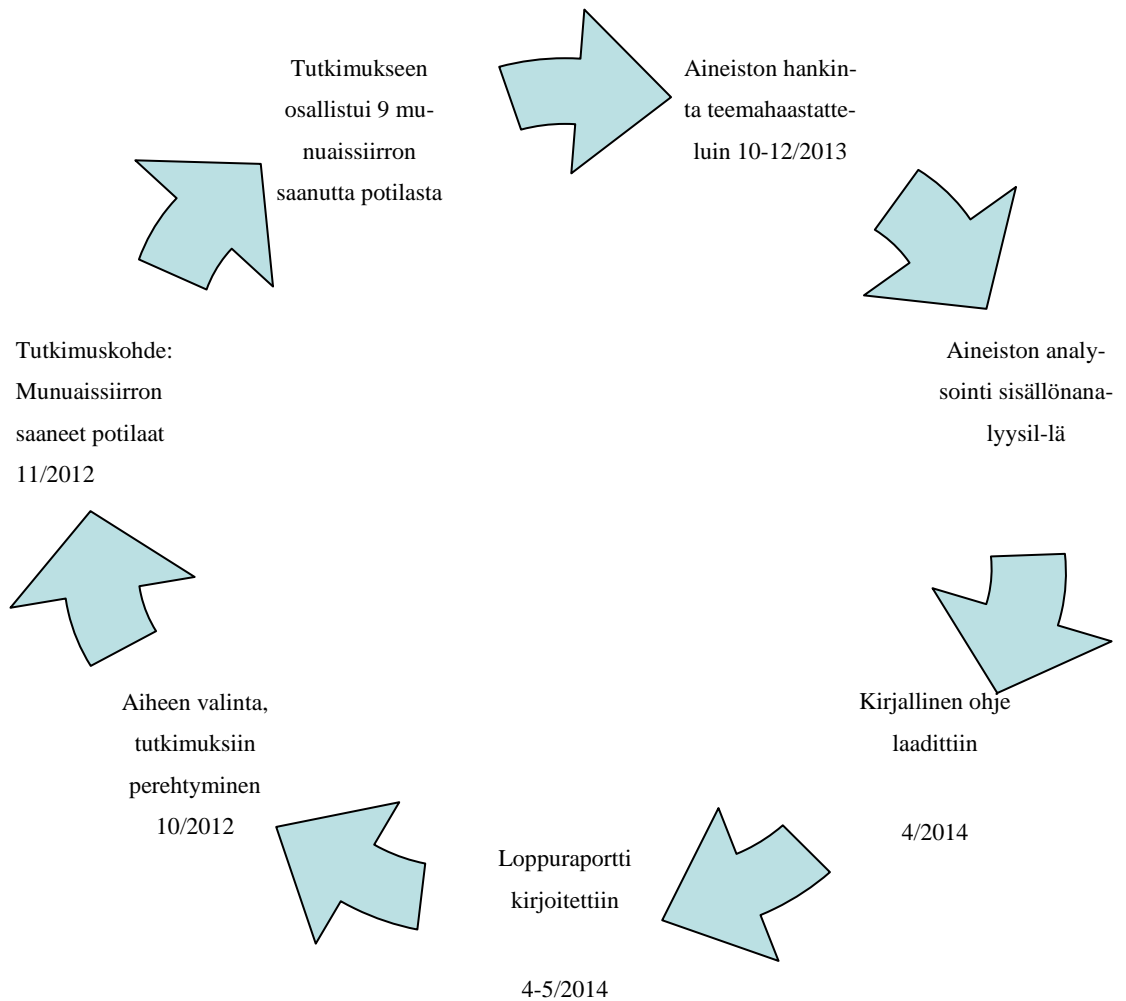 Tutkimukseen
osallistui 9 mu-
nuaissiirron
saanutta potilasta
Aineiston hankin-
ta teemahaastatte-
luin 10-12/2013
Aineiston analy-
sointi sisällönana-
lyysil-lä
Kirjallinen ohje
laadittiin
4/2014
Loppuraportti
kirjoitettiin
4-5/2014
Aiheen valinta,
tutkimuksiin
perehtyminen
10/2012
Tutkimuskohde:
Munuaissiirron
saaneet potilaat
11/2012